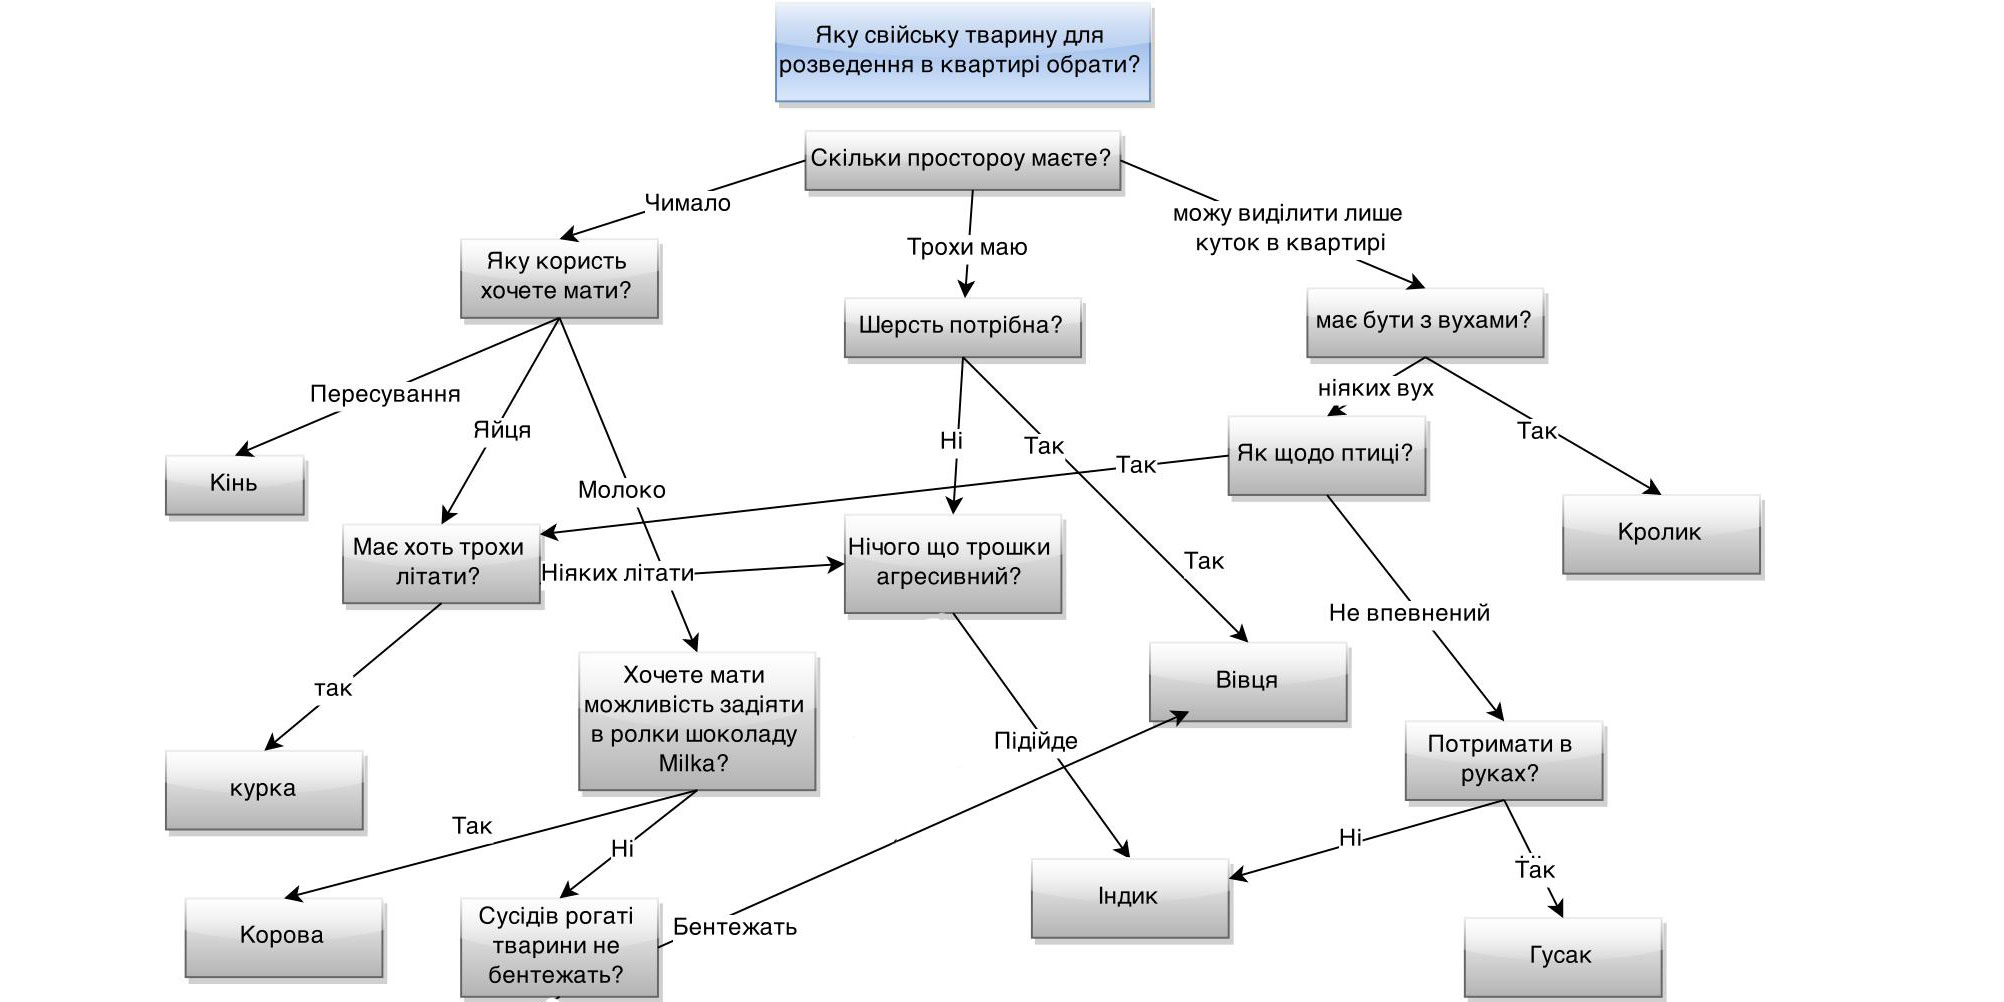 Яку свійську тварину для
розведення в квартирі обрати?
Скільки простороу маєте?
Чимало
Трохи маю
можу виділити лише
куток в квартирі
Яку користь
хочете мати?
Шерсть потрібна?
має бути з вухами?
Пересування
Яйця
Молоко
Ні
Так
Так
ніяких вух
Так
Як щодо птиці?
Кінь
Має хоть трохи
літати?
Ніяких літати
Нічого що трошки
агресивний?
Так
Кролик
Не впевнений
так
Хочете мати
можливість задіяти
в ролки шоколаду
Milka?
Вівця
Підійде
Потримати в
руках?
курка
Так
Ні
Ні
Так
Корова
Сусідів рогаті
тварини не
бентежать?
Бентежать
Індик
Гусак